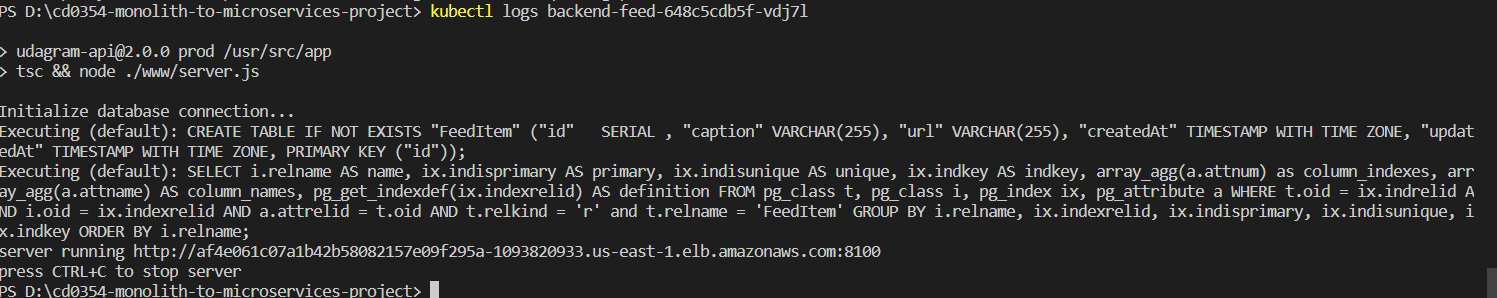 PS D:\cd0354-monolith-to-microservices-project> kubectl logs backend-feed-648c5cdb5f-vdj7l
> udagram-api@2.0.0 prod /usr/src/app
> tsc && node ./www/server.js
Initialize database connection...
Executing (default): CREATE TABLE IF NOT EXISTS "FeedItem" ("id"   SERIAL , "caption" VARCHAR(255), "url" VARCHAR(255), "createdAt" TIMESTAMP WITH TIME ZONE, "updat
edAt" TIMESTAMP WITH TIME ZONE, PRIMARY KEY ("id"));
Executing (default): SELECT i.relname AS name, ix.indisprimary AS primary, ix.indisunique AS unique, ix.indkey AS indkey, array_agg(a.attnum) as column_indexes, arr
ay_agg(a.attname) AS column_names, pg_get_indexdef(ix.indexrelid) AS definition FROM pg_class t, pg_class i, pg_index ix, pg_attribute a WHERE t.oid = ix.indrelid A
ND i.oid = ix.indexrelid AND a.attrelid = t.oid AND t.relkind = 'r' and t.relname = 'FeedItem' GROUP BY i.relname, ix.indexrelid, ix.indisprimary, ix.indisunique, i
x.indkey ORDER BY i.relname;
server running http://af4e061c07a1b42b58082157e09f295a-1093820933.us-east-1.elb.amazonaws.com:8100
press CTRL+C to stop server
PS D:\cd0354-monolith-to-microservices-project>